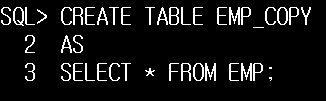 SQL> CREATE TABLE EMP_COPY
2 AS
3 SELECT * FROM EMP;